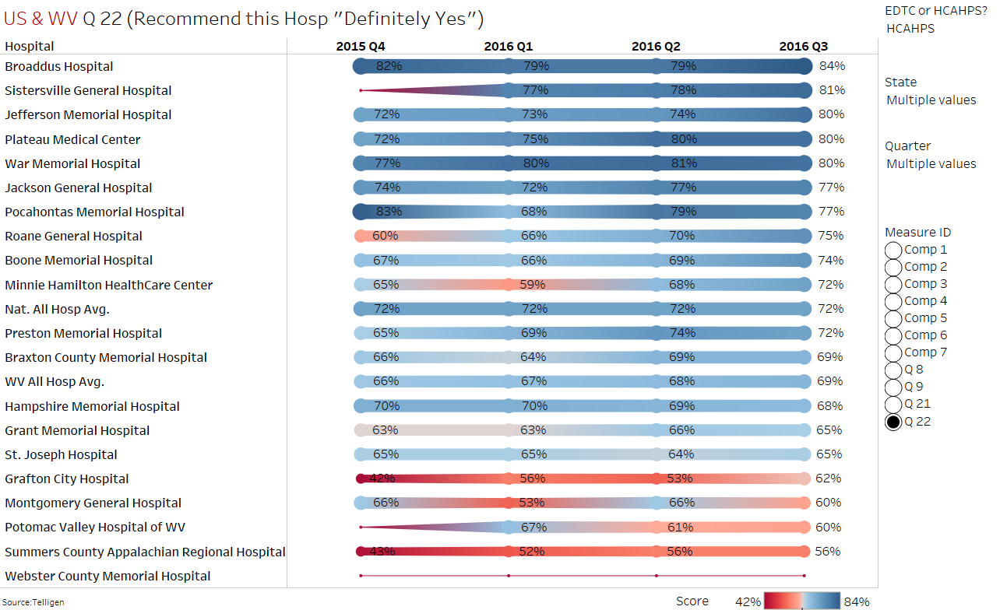 US & WV Q 22 (Recommend this Hosp "Definitely Yes")
EDTC or HCAHPS?
HCAHPS
Hospital 2015 Q4 2016 Q1 2016 Q2 2016 Q3
Broaddus Hospital 82% 79% 79% 84%
Sistersville General Hospital 77% 78% 81%
Jefferson Memorial Hospital 72% 73% 74% 80%
Plateau Medical Center 72% 75% 80% 80%
War Memorial Hospital 77% 80% 81% 80%
Jackson General Hospital 74% 72% 77% 77%
Pocahontas Memorial Hospital 83% 68% 79% 77%
Roane General Hospital 60% 66% 70% 75%
Boone Memorial Hospital 67% 66% 69% 74%
Minnie Hamilton HealthCare Center 65% 59% 68% 72%
Nat. All Hosp Avg. 72% 72% 72% 72%
Preston Memorial Hospital 65% 69% 74% 72%
Braxton County Memorial Hospital 66% 64% 69% 69%
WV All Hosp Avg. 66% 67% 68% 69%
Hampshire Memorial Hospital 70% 70% 69% 68%
Grant Memorial Hospital 63% 63% 66% 65%
St. Joseph Hospital 65% 65% 64% 65%
Grafton City Hospital 42% 56% 53% 62%
Montgomery General Hospital 66% 53% 66% 60%
Potomac Valley Hospital of WV 67% 61% 60%
Summers County Appalachian Regional Hospital 43% 52% 56% 56%
Webster County Memorial Hospital
State
Multiple values
Quarter
Multiple values
Measure ID
Comp 1
Comp 2
Comp 3
Comp 4
Comp 5
Comp 6
Comp 7
Q 8
Q 9
Q 21
Q 22
Source:Telligen
Score 42% 84%